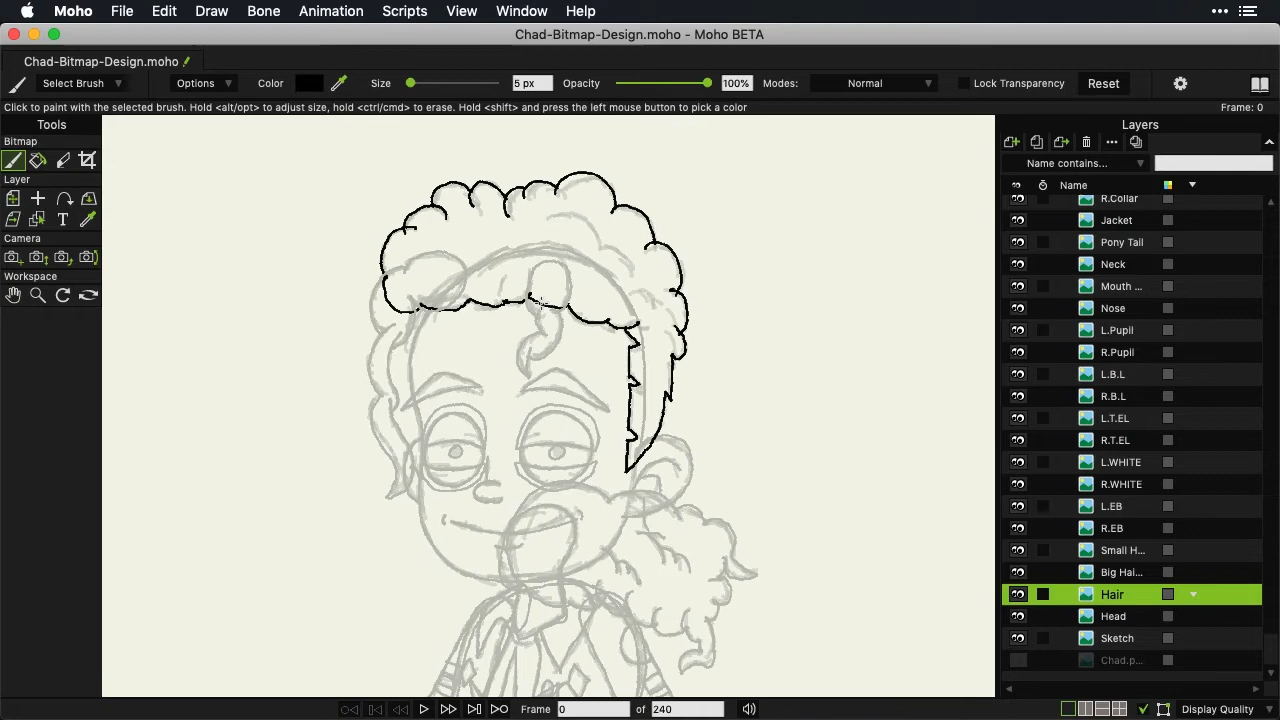 Moho File Edit Draw Bone Animation Scripts View Window Help
Chad-Bitmap-Design.moho - Moho BETA
Chad-Bitmap-Design.moho
Select Brush Options Color Size 5 px Opacity 100% Modes: Normal Lock Transparency Reset
Click to paint with the selected brush. Hold <alt/opt> to adjust size, hold <ctrl/cmd> to erase. Hold <shift> and press the left mouse button to pick a color Frame: 0
Tools
Bitmap
Layer
Camera
Workspace
Layers
Name contains...
Name
R.Collar
Jacket
Pony Tail
Neck
Mouth ...
Nose
L.Pupil
R.Pupil
L.B.L
R.B.L
L.T.EL
R.T.EL
L.WHITE
R.WHITE
L.EB
R.EB
Small H...
Big Hai...
Hair
Head
Sketch
Chad.p...
Frame 0 of 240 Display Quality